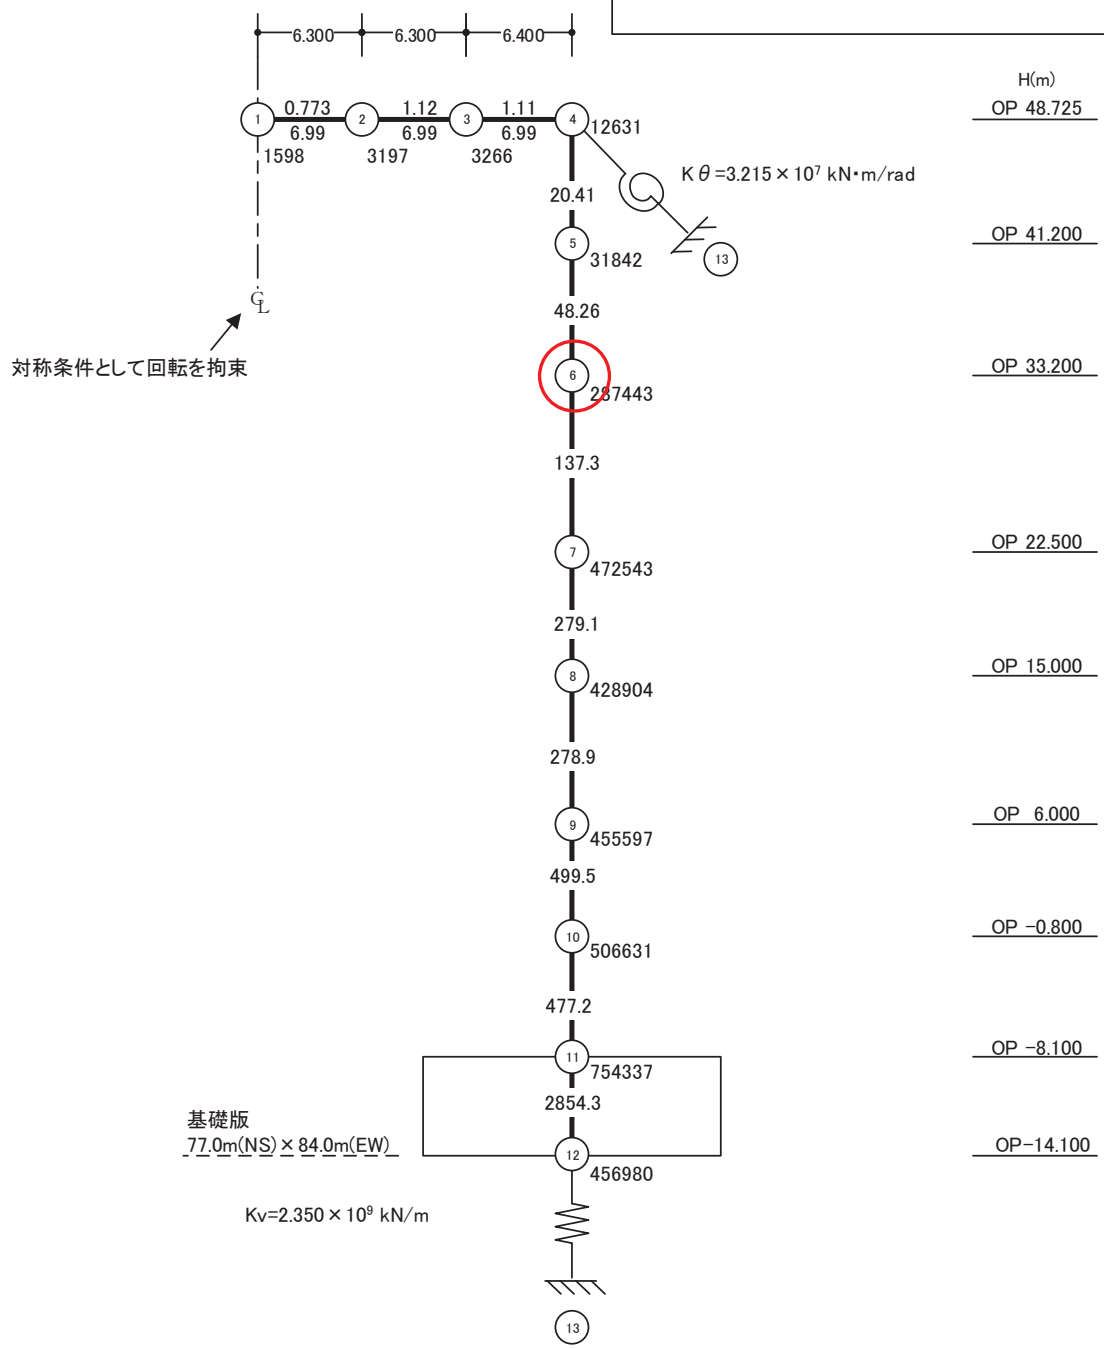 6.300 6.300 6.400
H(m)
0.773 1.12 1.11 OP 48.725
1 2 3 4 12631
6.99 6.99 6.99
1598 3197 3266
Kθ=3.215×10⁷ kN・m/rad
20.41
OP 41.200
5 31842
13
℄
48.26
対称条件として回転を拘束
OP 33.200
6
287443
137.3
OP 22.500
7
472543
279.1
OP 15.000
8
428904
278.9
OP 6.000
9
455597
499.5
OP -0.800
10
506631
477.2
OP -8.100
11
754337
2854.3
基礎版
77.0m(NS)×84.0m(EW) OP-14.100
12
456980
Kv=2.350×10⁹ kN/m
13